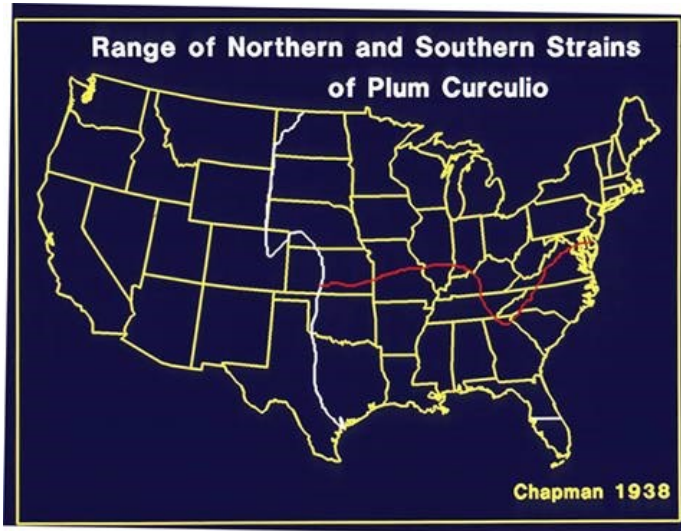 Range of Northern and Southern Strains
of Plum Curculio
Chapman 1938